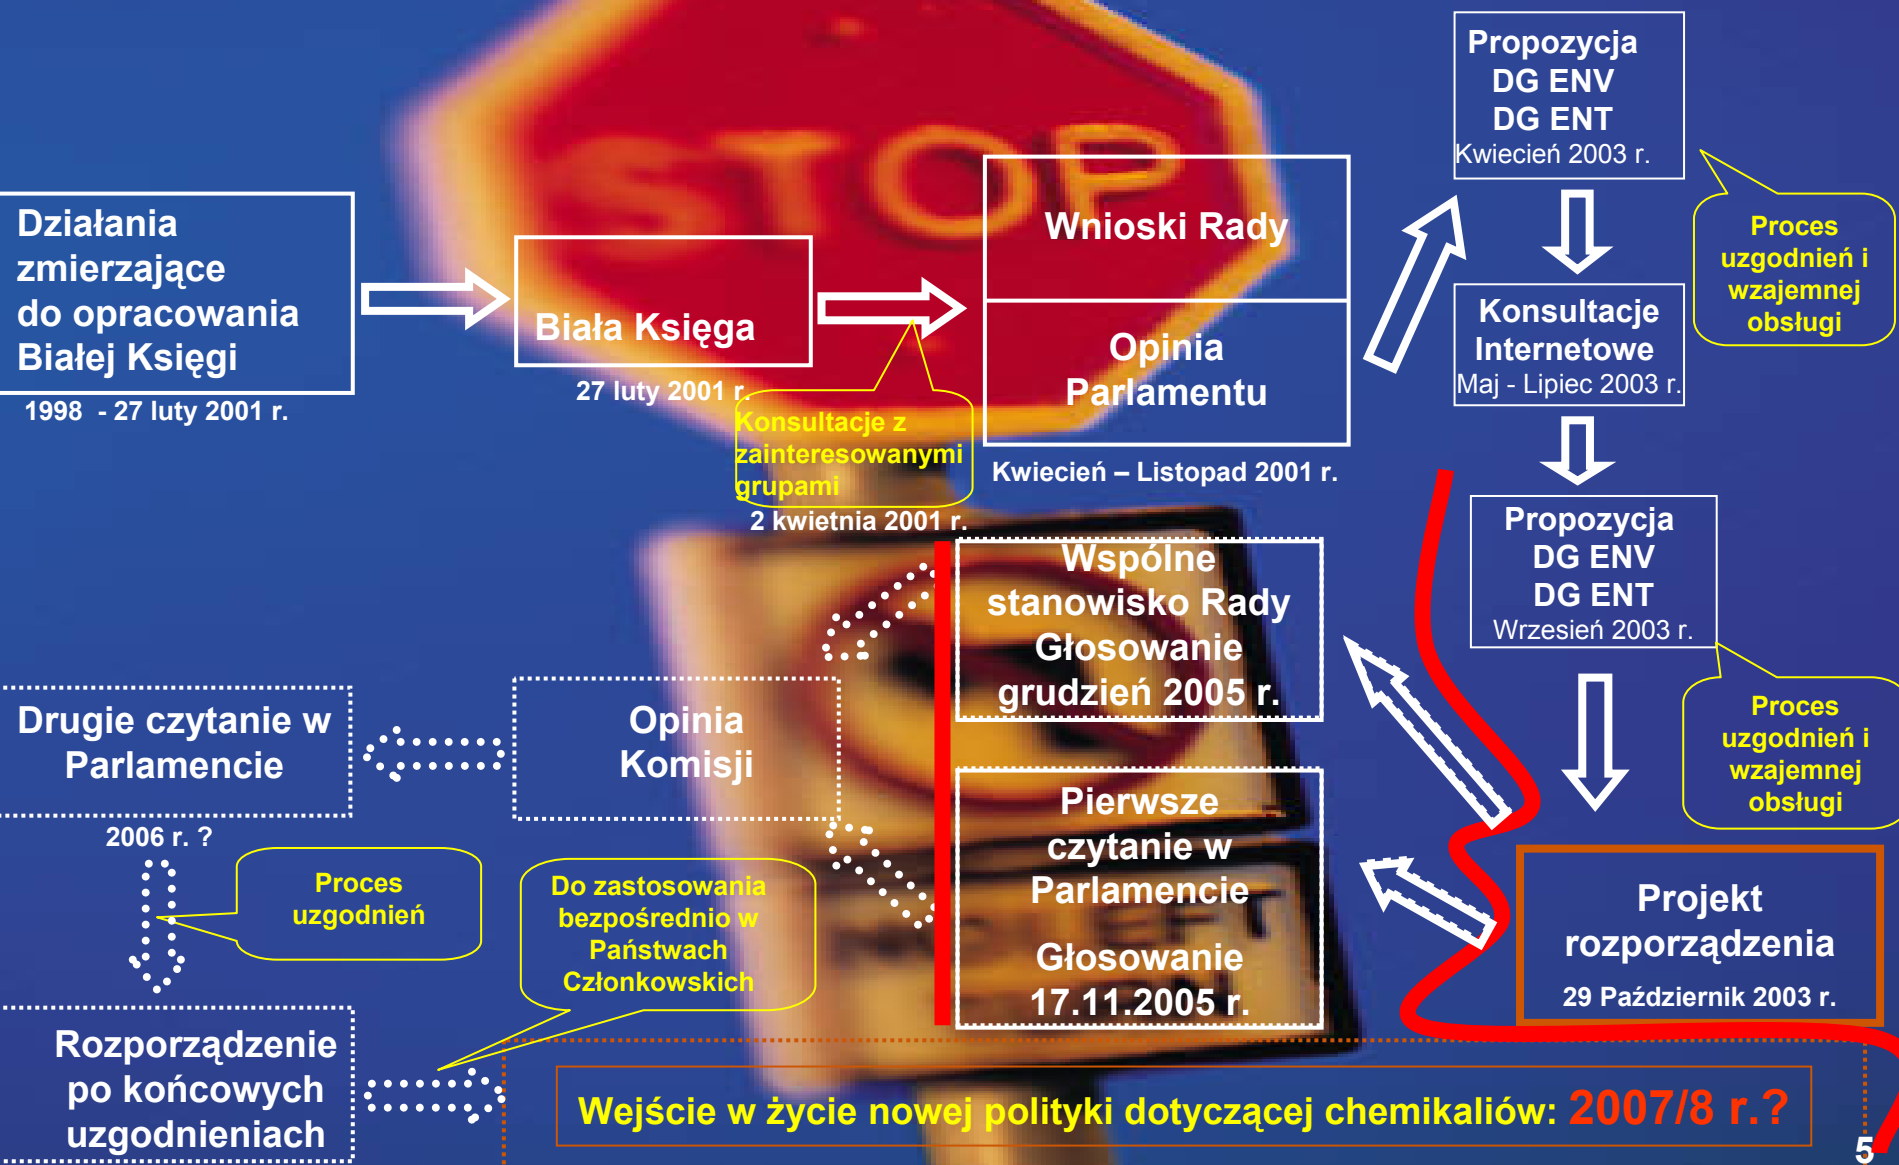 STOP
Działania
zmierzające
do opracowania
Białej Księgi
1998 - 27 luty 2001 r.
Biała Księga
27 luty 2001 r.
Konsultacje z
zainteresowanymi
grupami
2 kwietnia 2001 r.
Wnioski Rady
Opinia
Parlamentu
Kwiecień – Listopad 2001 r.
Propozycja
DG ENV
DG ENT
Kwiecień 2003 r.
Proces
uzgodnień i
wzajemnej
obsługi
Konsultacje
Internetowe
Maj - Lipiec 2003 r.
Propozycja
DG ENV
DG ENT
Wrzesień 2003 r.
Proces
uzgodnień i
wzajemnej
obsługi
Projekt
rozporządzenia
29 Październik 2003 r.
Wspólne
stanowisko Rady
Głosowanie
grudzień 2005 r.
Pierwsze
czytanie w
Parlamencie
Głosowanie
17.11.2005 r.
Opinia
Komisji
Drugie czytanie w
Parlamencie
2006 r. ?
Proces
uzgodnień
Do zastosowania
bezpośrednio w
Państwach
Członkowskich
Rozporządzenie
po końcowych
uzgodnieniach
Wejście w życie nowej polityki dotyczącej chemikaliów: 2007/8 r.?
5